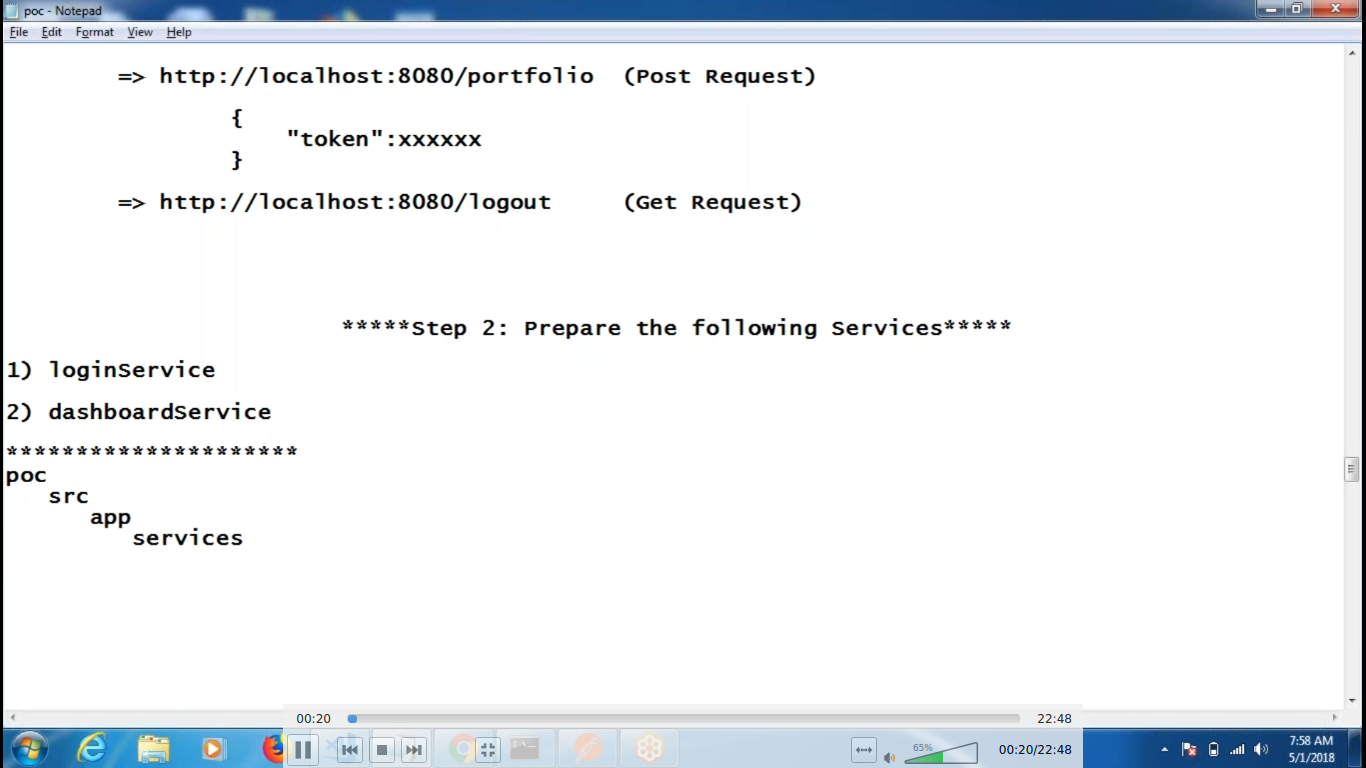 poc - Notepad
File Edit Format View Help
=> http://localhost:8080/portfolio (Post Request)
{
"token":xxxxxx
}
=> http://localhost:8080/logout (Get Request)
*****Step 2: Prepare the following Services*****
1) loginService
2) dashboardService
*********************
poc
src
app
services
00:20 22:48
65%
00:20/22:48
7:58 AM
5/1/2018